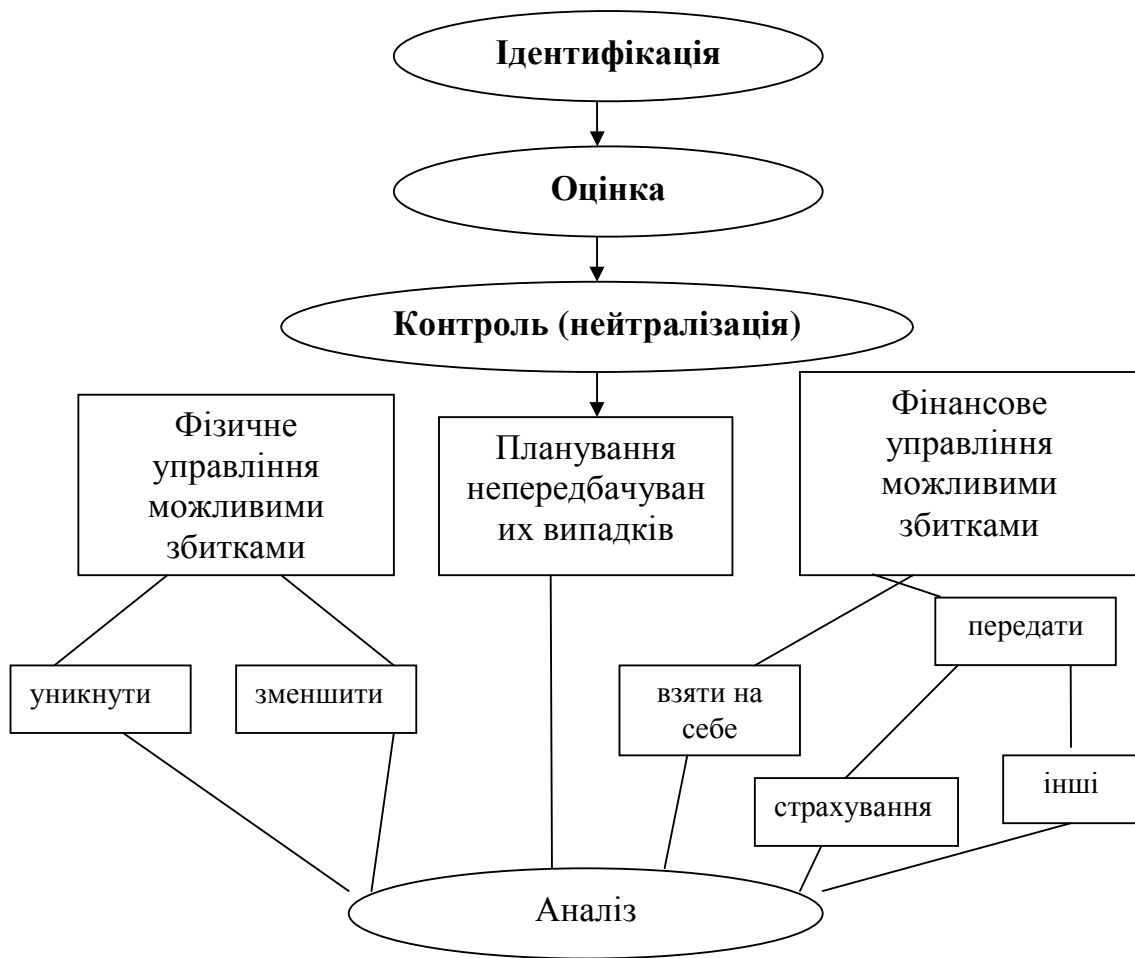 Ідентифікація
Оцінка
Контроль (нейтралізація)
Фізичне
управління
можливими
збитками
Планування
непередбачуван
их випадків
Фінансове
управління
можливими
збитками
передати
уникнути
зменшити
взяти на
себе
страхування
інші
Аналіз